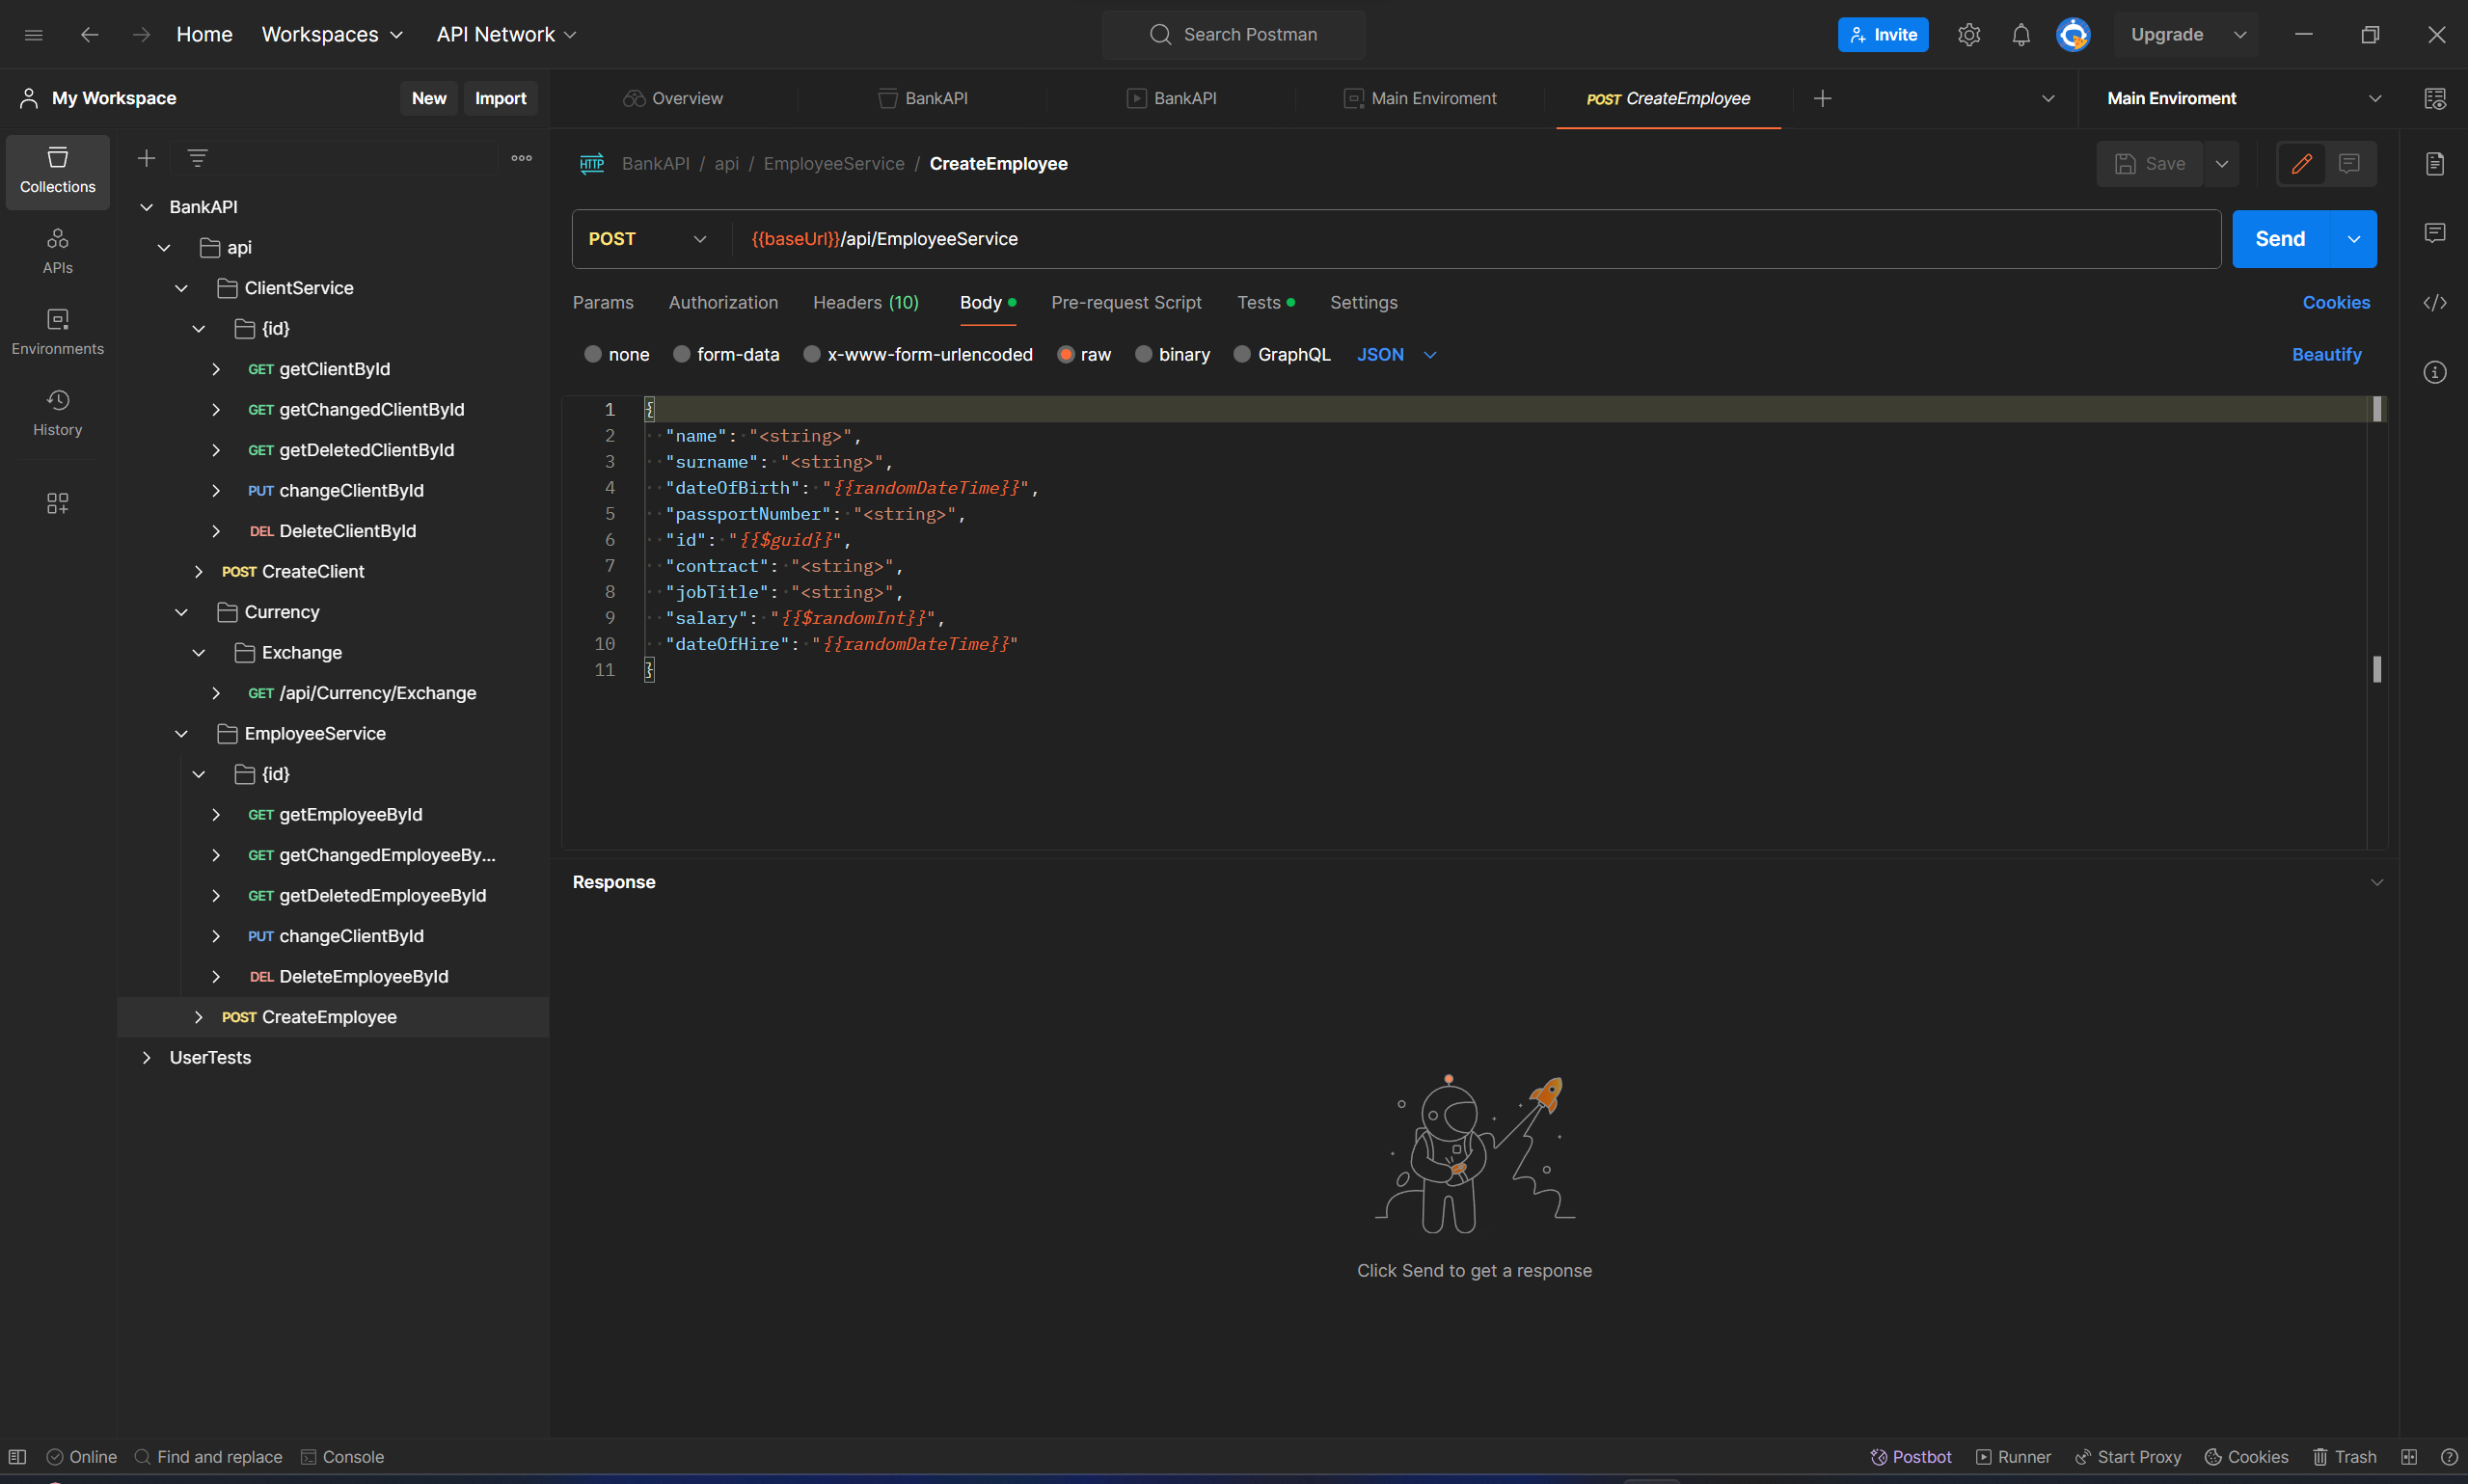 Home Workspaces API Network Search Postman Invite Upgrade
My Workspace New Import Overview BankAPI BankAPI Main Enviroment POST CreateEmployee Main Enviroment
Collections
APIs
Environments
History
BankAPI
api
ClientService
{id}
GET getClientById
GET getChangedClientById
GET getDeletedClientById
PUT changeClientById
DEL DeleteClientById
POST CreateClient
Currency
Exchange
GET /api/Currency/Exchange
EmployeeService
{id}
GET getEmployeeById
GET getChangedEmployeeBy...
GET getDeletedEmployeeById
PUT changeClientById
DEL DeleteEmployeeById
POST CreateEmployee
UserTests
HTTP BankAPI / api / EmployeeService / CreateEmployee Save
POST {{baseUrl}}/api/EmployeeService Send
Params Authorization Headers (10) Body Pre-request Script Tests Settings Cookies
none form-data x-www-form-urlencoded raw binary GraphQL JSON Beautify
1 {
2 "name": "<string>",
3 "surname": "<string>",
4 "dateOfBirth": "{{randomDateTime}}",
5 "passportNumber": "<string>",
6 "id": "{{$guid}}",
7 "contract": "<string>",
8 "jobTitle": "<string>",
9 "salary": "{{$randomInt}}",
10 "dateOfHire": "{{randomDateTime}}"
11 }
Response
Click Send to get a response
Online Find and replace Console Postbot Runner Start Proxy Cookies Trash